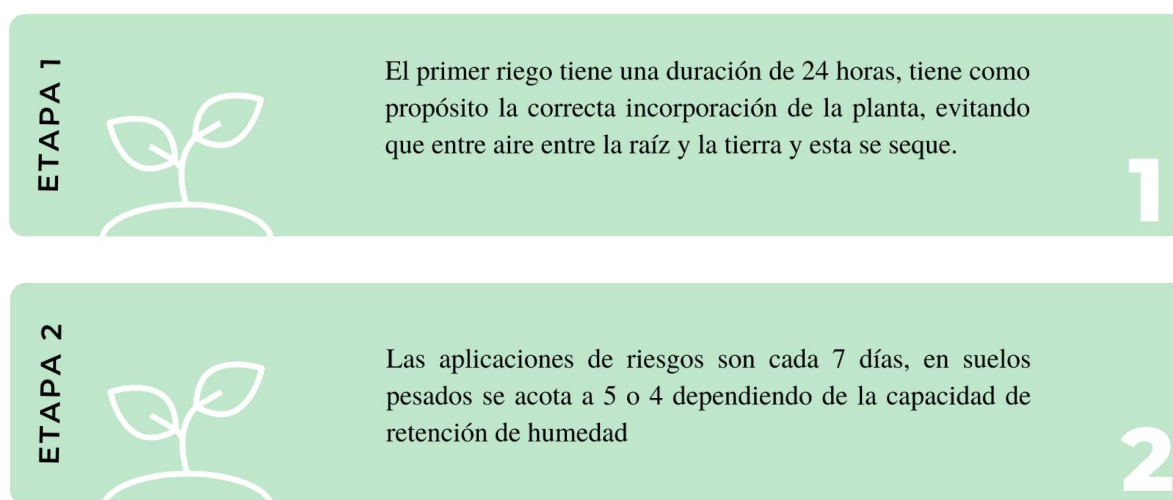 ETAPA 1
El primer riego tiene una duración de 24 horas, tiene como
propósito la correcta incorporación de la planta, evitando
que entre aire entre la raíz y la tierra y esta se seque.
1
ETAPA 2
Las aplicaciones de riesgos son cada 7 días, en suelos
pesados se acota a 5 o 4 dependiendo de la capacidad de
retención de humedad
2